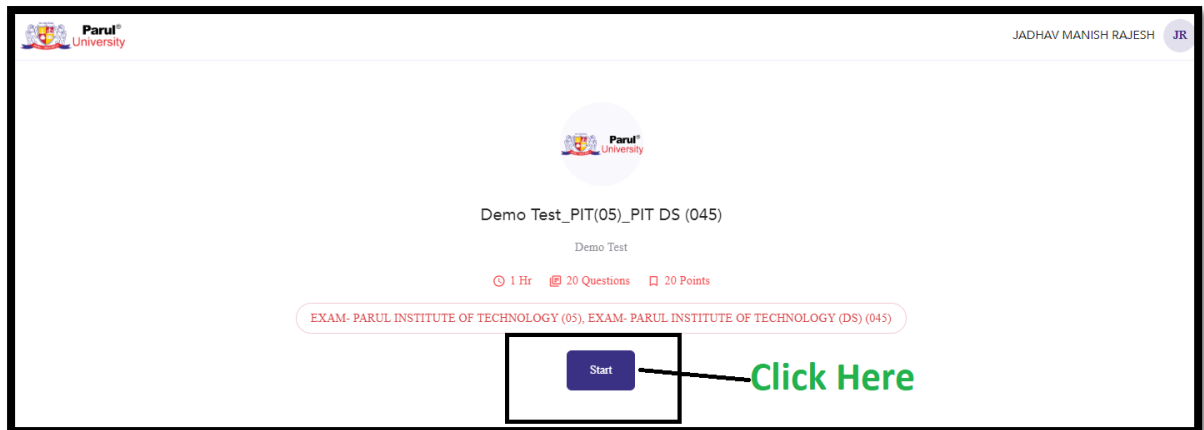 Parul®
University
JADHAV MANISH RAJESH JR
Parul®
University
Demo Test_PIT(05)_PIT DS (045)
Demo Test
1 Hr 20 Questions 20 Points
EXAM- PARUL INSTITUTE OF TECHNOLOGY (05), EXAM- PARUL INSTITUTE OF TECHNOLOGY (DS) (045)
Start
Click Here